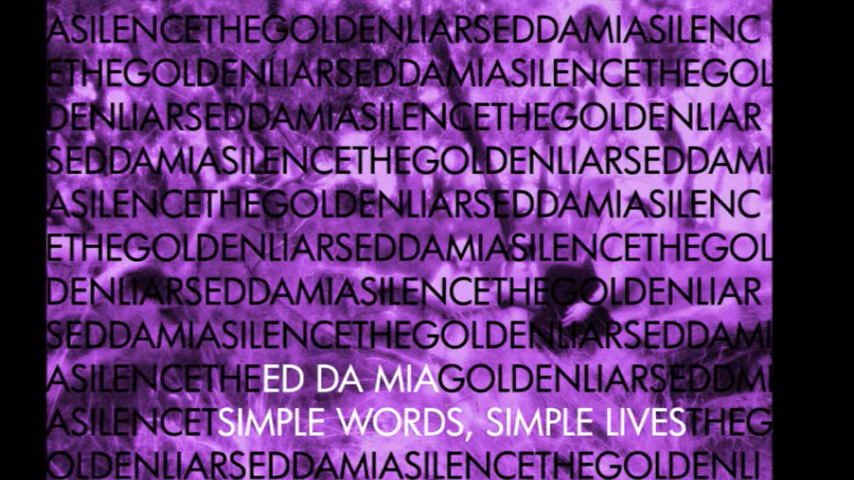 ASILENCETHEGOLDENLIARSEDDAMIASILENC
ETHEGOLDENLIARSEDDAMIASILENCETHEGOL
DENLIARSEDDAMIASILENCETHEGOLDENLIAR
SEDDAMIASILENCETHEGOLDENLIARSEDDAMI
ASILENCETHEGOLDENLIARSEDDAMIASILENC
ETHEGOLDENLIARSEDDAMIASILENCETHEGOL
DENLIARSEDDAMIASILENCETHEGOLDENLIAR
SEDDAMIASILENCETHEGOLDENLIARSEDDAMI
ASILENCETHEED DA MIAGOLDENLIARSEDDMI
ASILENCETSIMPLE WORDS, SIMPLE LIVESTHEG
OLDENLIARSEDDAMIASILENCETHEGOLDENLI